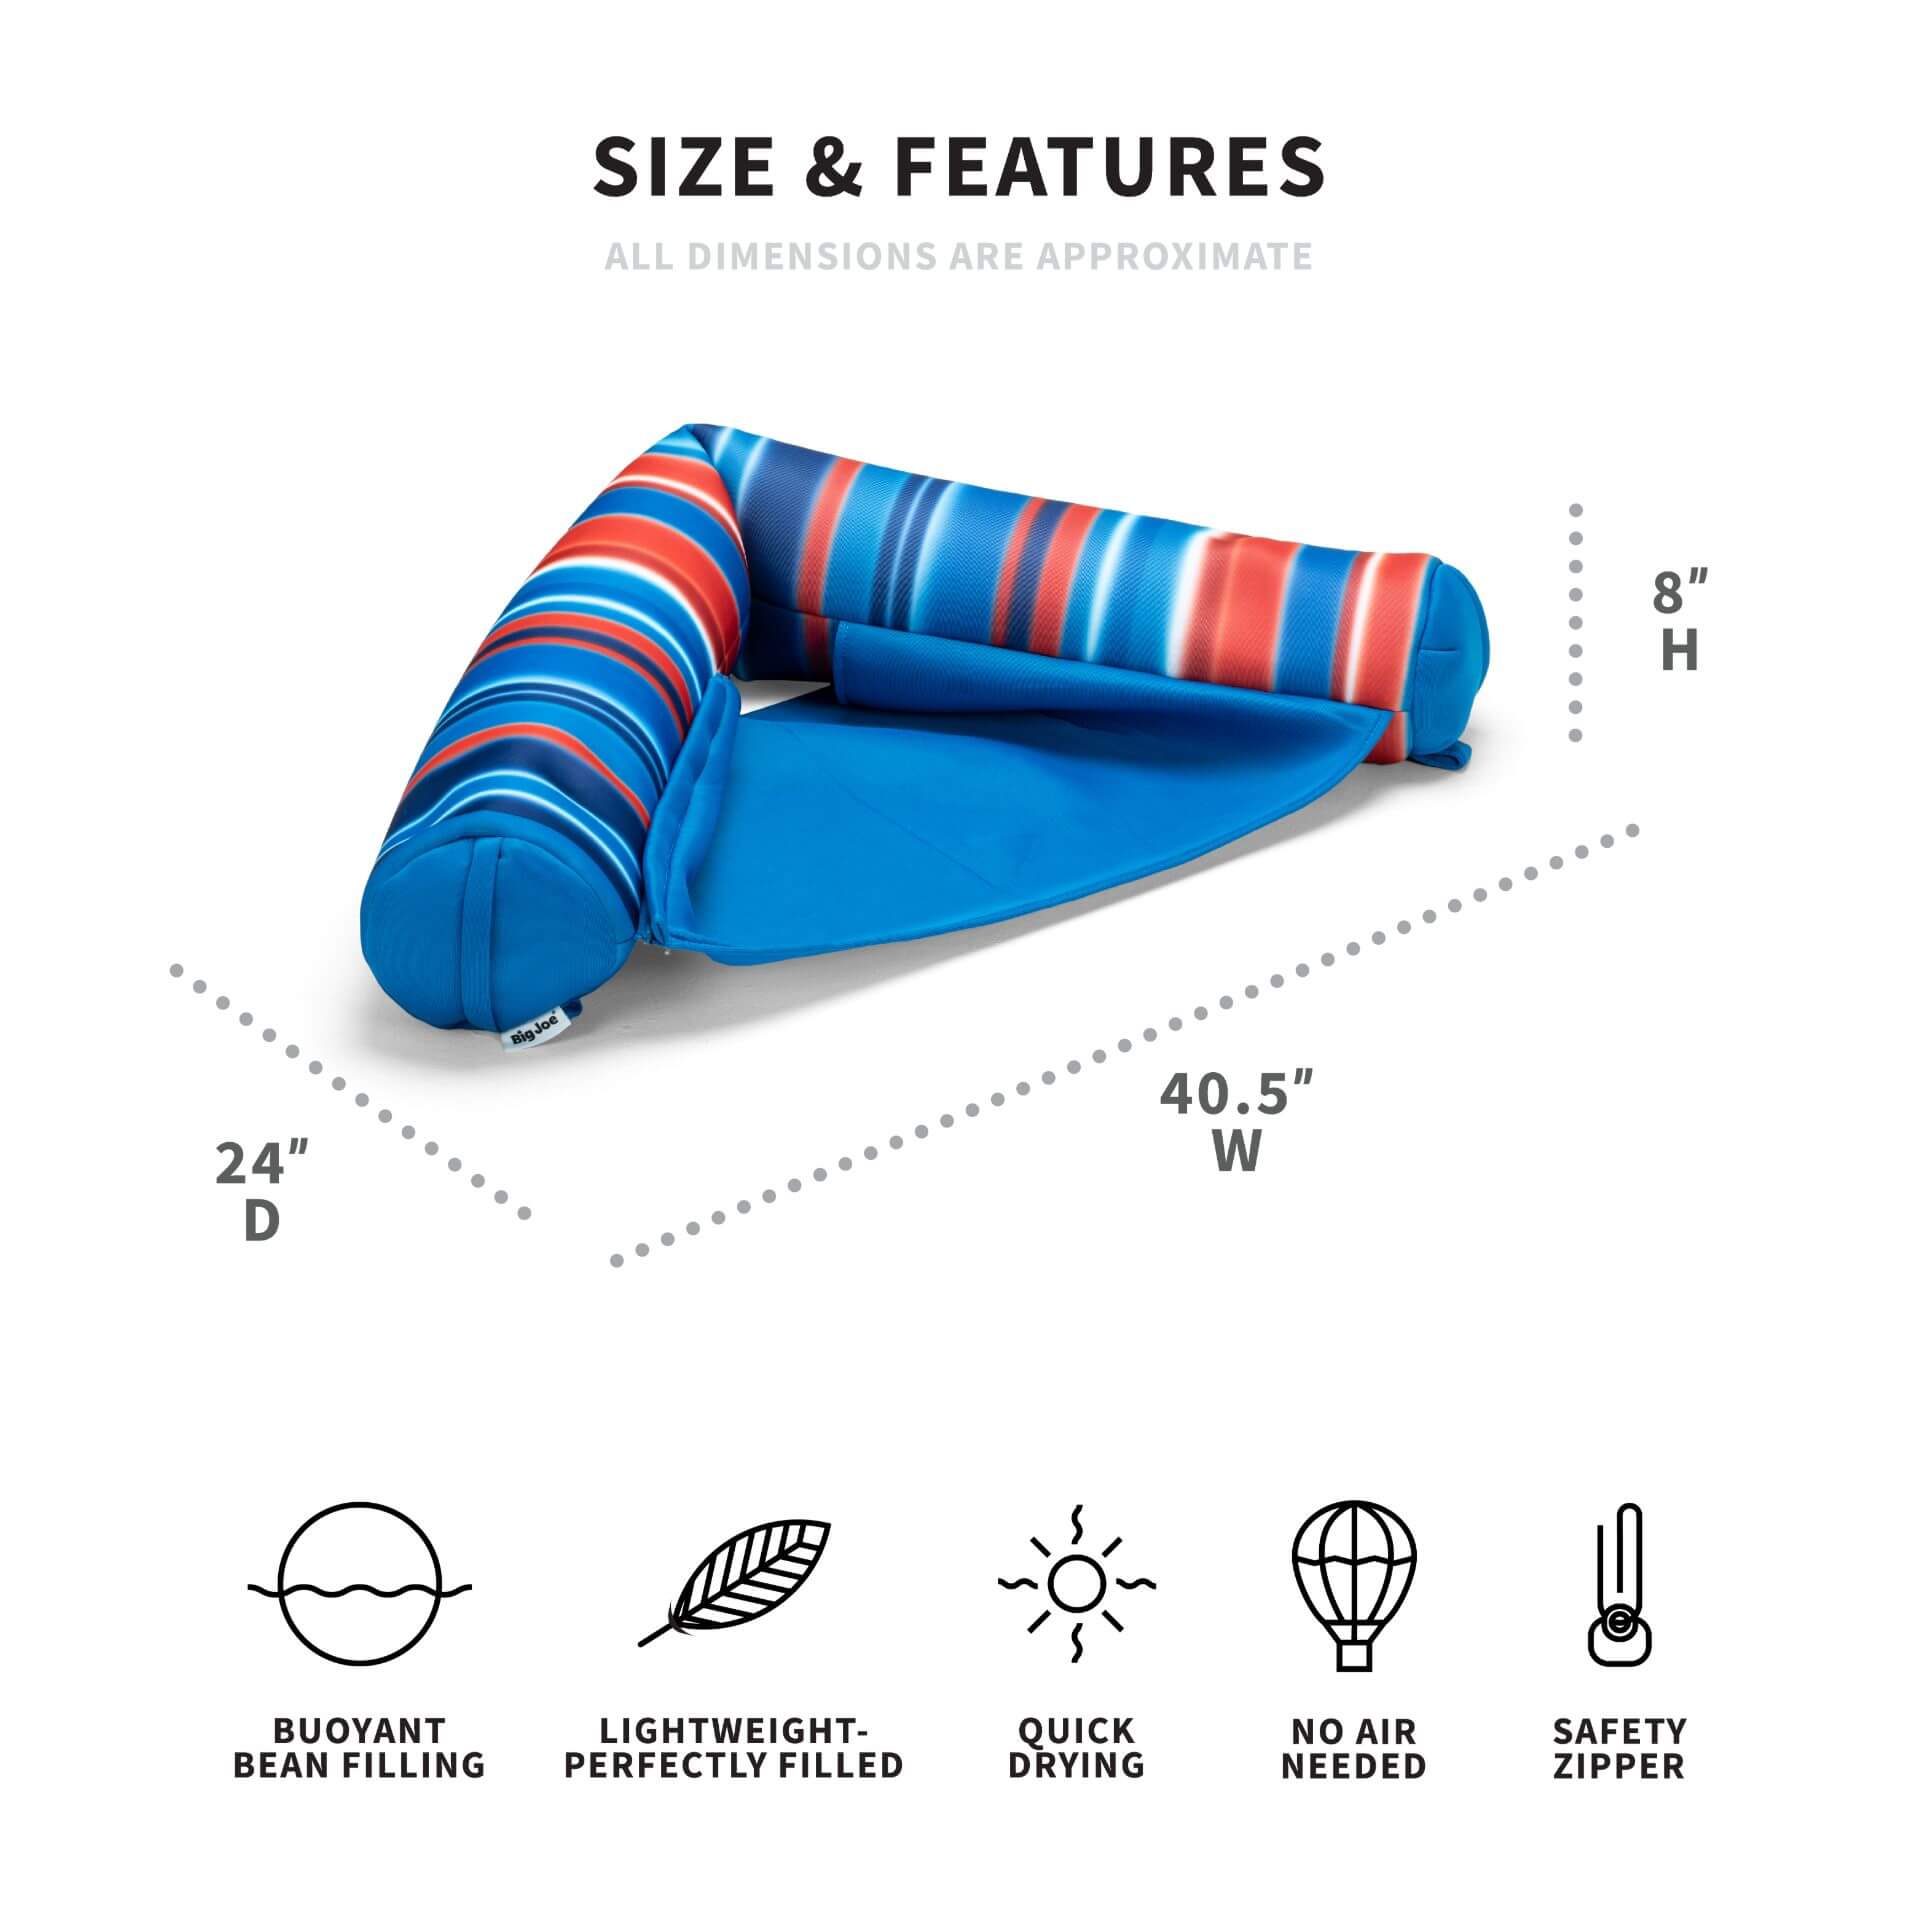 SIZE & FEATURES
ALL DIMENSIONS ARE APPROXIMATE
8"
H
40.5"
W
24"
D
Big Joe®
BUOYANT
BEAN FILLING
LIGHTWEIGHT-
PERFECTLY FILLED
QUICK
DRYING
NO AIR
NEEDED
SAFETY
ZIPPER